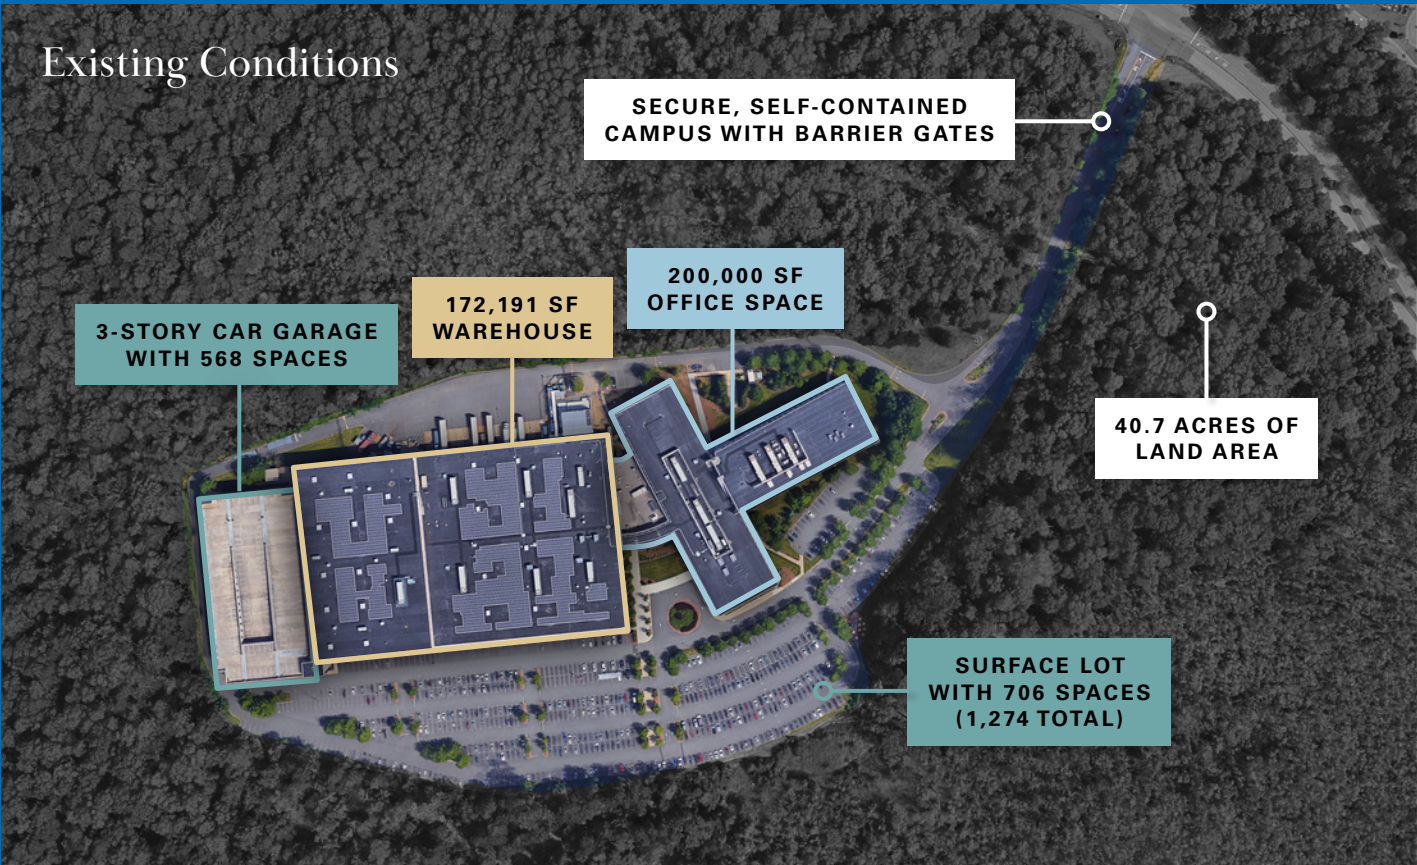 Existing Conditions
SECURE, SELF-CONTAINED
CAMPUS WITH BARRIER GATES
200,000 SF
OFFICE SPACE
172,191 SF
WAREHOUSE
3-STORY CAR GARAGE
WITH 568 SPACES
40.7 ACRES OF
LAND AREA
SURFACE LOT
WITH 706 SPACES
(1,274 TOTAL)